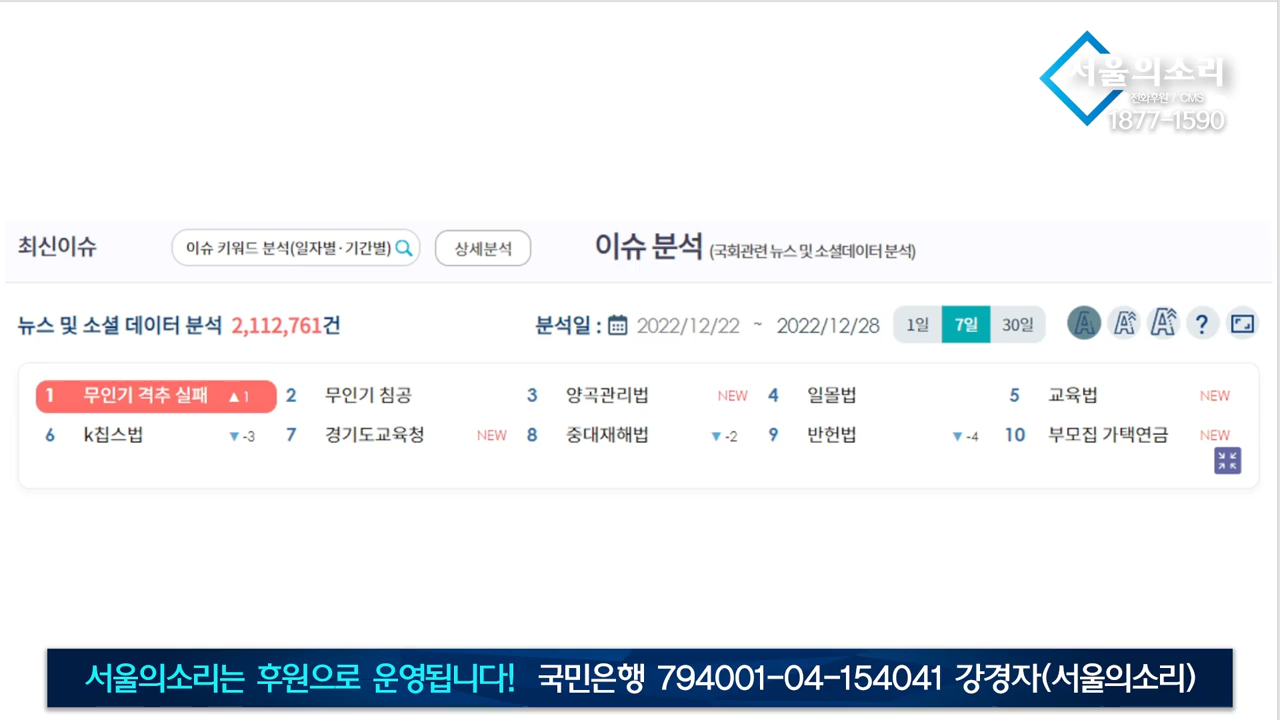 서울의소리
전화후원 / CMS
1877-1590
최신이슈
이슈 키워드 분석(일자별·기간별)
상세분석
이슈 분석 (국회관련 뉴스 및 소셜데이터 분석)
뉴스 및 소셜 데이터 분석 2,112,761건
분석일 : 2022/12/22 ~ 2022/12/28 1일 7일 30일
1 무인기 격추 실패 ▲ 1 2 무인기 침공 3 양곡관리법 NEW 4 일몰법 5 교육법 NEW
6 k칩스법 ▼ -3 7 경기도교육청 NEW 8 중대재해법 ▼ -2 9 반헌법 ▼ -4 10 부모집 가택연금 NEW
서울의소리는 후원으로 운영됩니다! 국민은행 794001-04-154041 강경자(서울의소리)